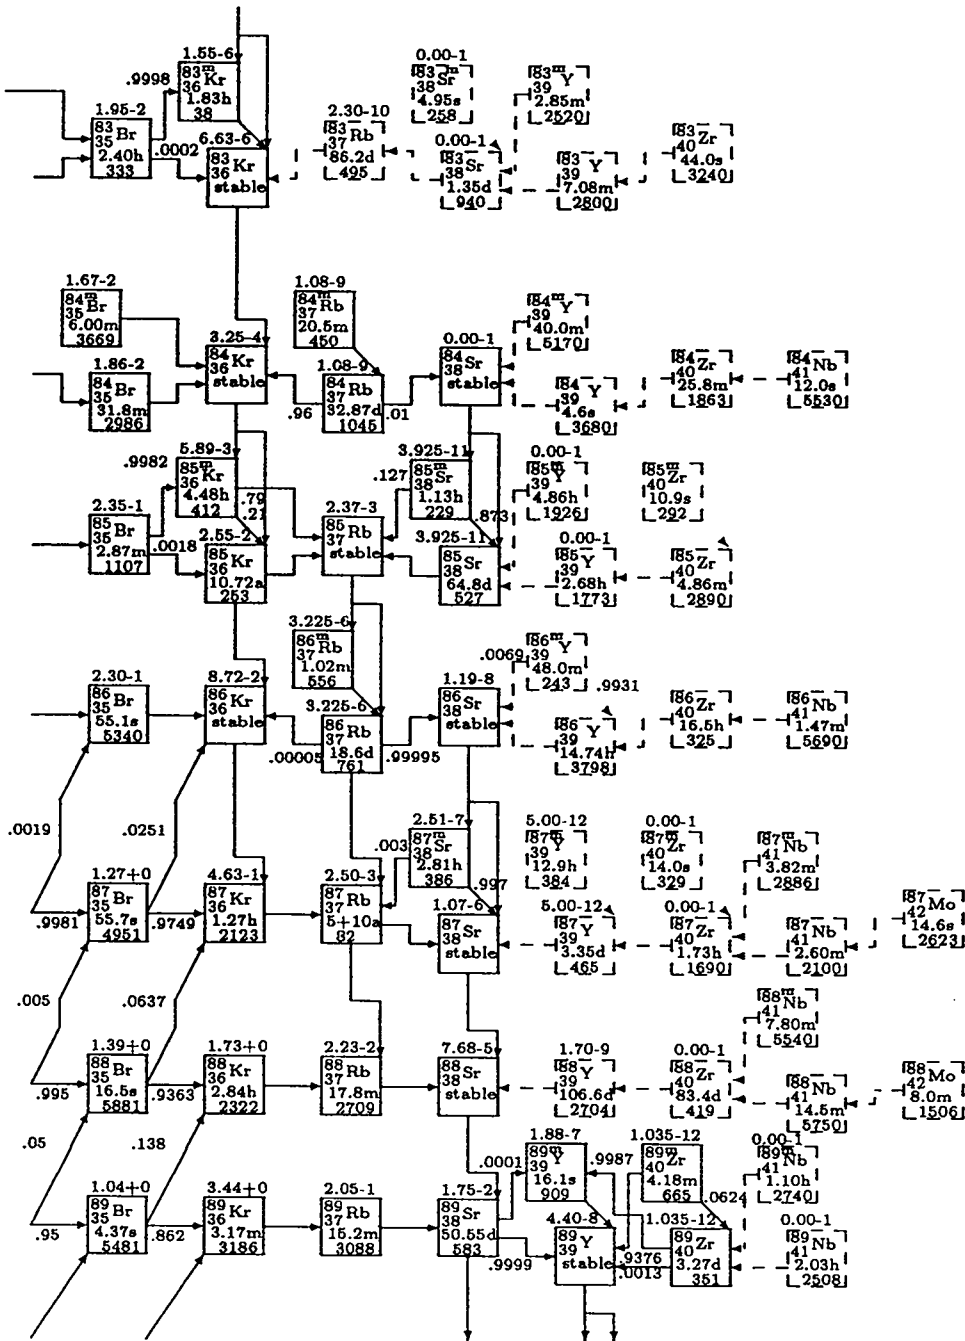 1.55-6
83 m
36 Kr
1.83h
38
.9998
1.95-2
83
35 Br
2.40h
333
.0002
6.63-6
83
36 Kr
stable
2.30-10
83
37 Rb
86.2d
495
0.00-1
83 m
38 Sr
4.95s
258
0.00-1
83
38 Sr
1.35d
940
83 m
39 Y
2.85m
2520
83
39 Y
7.08m
2800
83
40 Zr
44.0s
3240
1.67-2
84 m
35 Br
6.00m
3669
1.86-2
84
35 Br
31.8m
2986
3.25-4
84
36 Kr
stable
1.08-9
84 m
37 Rb
20.5m
450
1.08-9
84
37 Rb
32.87d
1045
.96
.01
0.00-1
84
38 Sr
stable
84 m
39 Y
40.0m
5170
84
39 Y
4.6s
3680
84
40 Zr
25.8m
1863
84
41 Nb
12.0s
5530
5.89-3
85 m
36 Kr
4.48h
412
.9982
.79
.21
2.35-1
85
35 Br
2.87m
1107
.0018
2.55-2
85
36 Kr
10.72a
253
2.37-3
85
37 Rb
stable
3.925-11
85 m
38 Sr
1.13h
229
.127
.873
3.925-11
85
38 Sr
64.8d
527
0.00-1
85 m
39 Y
4.86h
1926
0.00-1
85
39 Y
2.68h
1773
85 m
40 Zr
10.9s
292
85
40 Zr
4.86m
2890
2.30-1
86
35 Br
55.1s
5340
8.72-2
86
36 Kr
stable
3.225-6
86 m
37 Rb
1.02m
556
3.225-6
86
37 Rb
18.6d
761
.00005
.99995
1.19-8
86
38 Sr
stable
.0069
86 m
39 Y
48.0m
243
.9931
86
39 Y
14.74h
3798
86
40 Zr
16.5h
325
86
41 Nb
1.47m
5690
.0019
.0251
1.27+0
87
35 Br
55.7s
4951
.9981
.9749
4.63-1
87
36 Kr
1.27h
2123
2.50-3
87
37 Rb
5+10a
82
2.51-7
87 m
38 Sr
2.81h
386
.003
.997
1.07-6
87
38 Sr
stable
5.00-12
87 m
39 Y
12.9h
384
5.00-12
87
39 Y
3.35d
465
0.00-1
87 m
40 Zr
14.0s
329
0.00-1
87
40 Zr
1.73h
1690
87 m
41 Nb
3.82m
2886
87
41 Nb
2.60m
2100
87
42 Mo
14.6s
2623
.005
.0637
1.39+0
88
35 Br
16.5s
5881
.995
.9363
1.73+0
88
36 Kr
2.84h
2322
2.23-2
88
37 Rb
17.8m
2709
7.68-5
88
38 Sr
stable
1.70-9
88
39 Y
106.6d
2704
0.00-1
88
40 Zr
83.4d
419
88 m
41 Nb
7.80m
5540
88
41 Nb
14.5m
5750
88
42 Mo
8.0m
1506
.05
.138
1.04+0
89
35 Br
4.37s
5481
.95
.862
3.44+0
89
36 Kr
3.17m
3186
2.05-1
89
37 Rb
15.2m
3088
1.75-2
89
38 Sr
50.55d
583
.0001
.9999
1.88-7
89 m
39 Y
16.1s
909
4.40-8
89
39 Y
stable
.9987
1.035-12
89 m
40 Zr
4.18m
665
.0624
.9376
.0013
1.035-12
89
40 Zr
3.27d
351
0.00-1
89 m
41 Nb
1.10h
2740
0.00-1
89
41 Nb
2.03h
2508